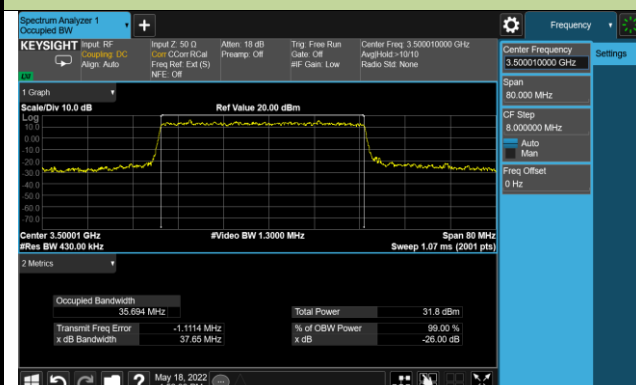 Spectrum Analyzer 1
Occupied BW
+
Frequency
KEYSIGHT
Input: RF
Coupling: DC
Align: Auto
Input Z: 50 Ω
Corr CCorr RCal
Freq Ref: Ext (S)
NFE: Off
Atten: 18 dB
Preamp: Off
Trig: Free Run
Gate: Off
#IF Gain: Low
Center Freq: 3.500010000 GHz
Avg|Hold:>10/10
Radio Std: None
LXI
1 Graph
Scale/Div 10.0 dB
Ref Value 20.00 dBm
Log
10.0
0.00
-10.0
-20.0
-30.0
-40.0
-50.0
-60.0
-70.0
Center 3.50001 GHz
#Video BW 1.3000 MHz
Span 80 MHz
#Res BW 430.00 kHz
Sweep 1.07 ms (2001 pts)
2 Metrics
Occupied Bandwidth
35.694 MHz
Total Power
31.8 dBm
Transmit Freq Error
-1.1114 MHz
% of OBW Power
99.00 %
x dB Bandwidth
37.65 MHz
x dB
-26.00 dB
Center Frequency
3.500010000 GHz
Settings
Span
80.000 MHz
CF Step
8.000000 MHz
Auto
Man
Freq Offset
0 Hz
?
May 18, 2022